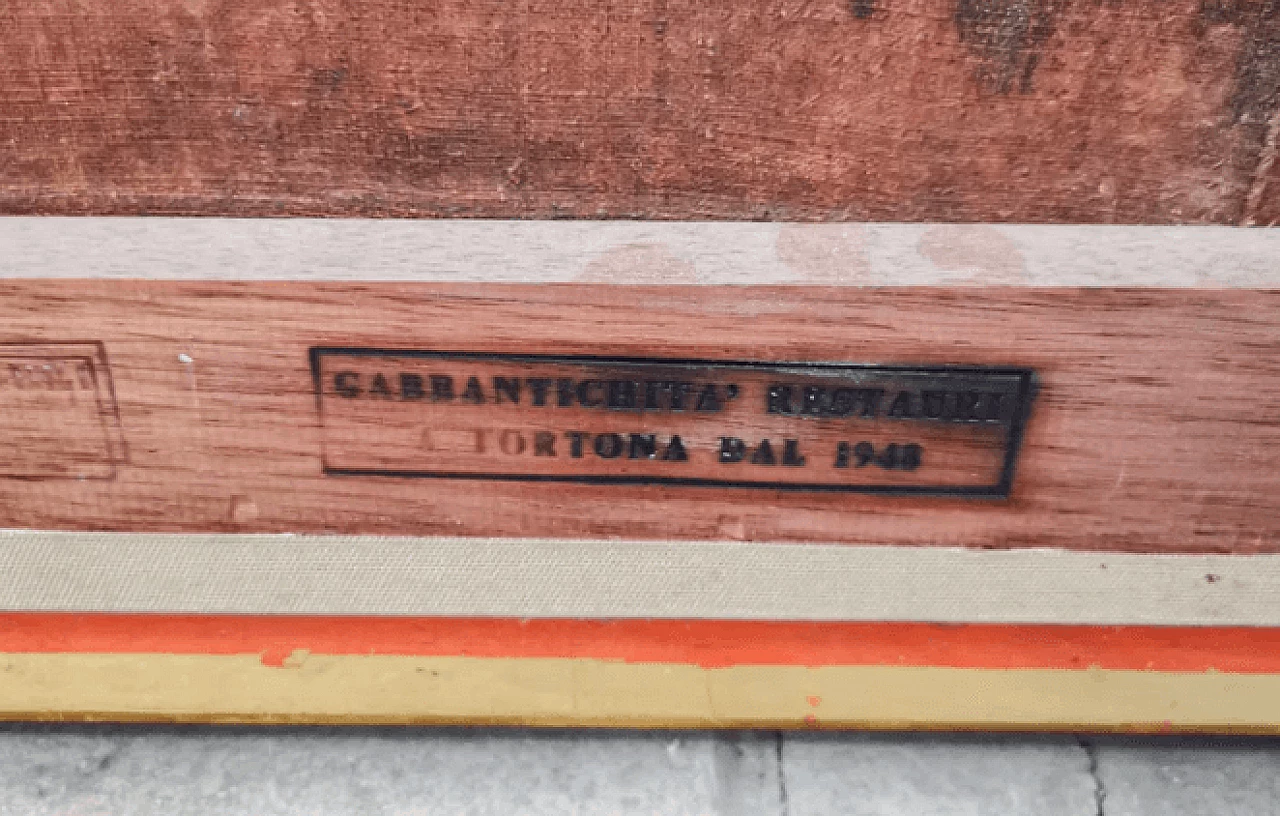 GABBANTICHITA' RESTAURI
A TORTONA DAL 1948